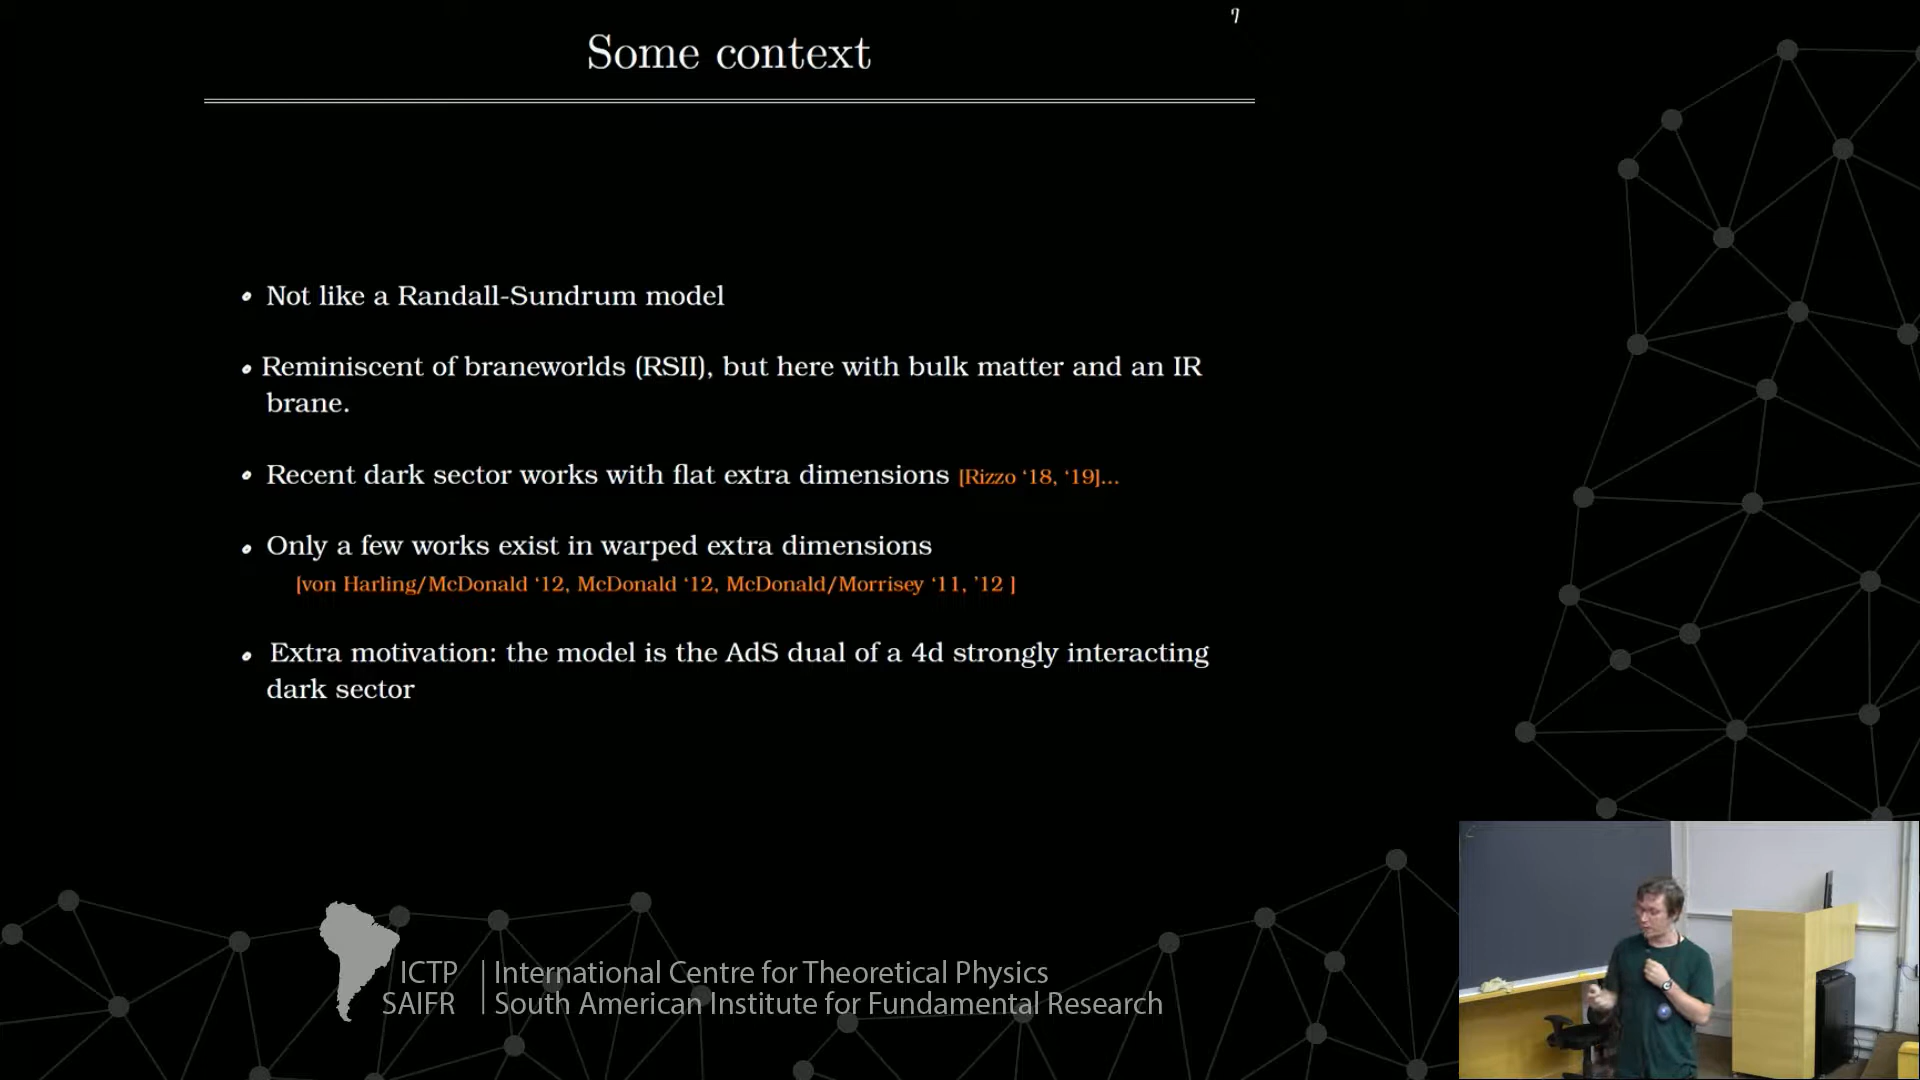 7
Some context
• Not like a Randall-Sundrum model
• Reminiscent of braneworlds (RSII), but here with bulk matter and an IR
brane.
• Recent dark sector works with flat extra dimensions [Rizzo ‘18, ‘19]...
• Only a few works exist in warped extra dimensions
[von Harling/McDonald ‘12, McDonald ‘12, McDonald/Morrisey ‘11, ’12 ]
• Extra motivation: the model is the AdS dual of a 4d strongly interacting
dark sector
ICTP | International Centre for Theoretical Physics
SAIFR | South American Institute for Fundamental Research